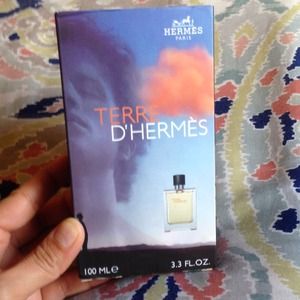 HERMÈS
PARIS
TERRE
D'HERMÈS
100 ML e
3.3 FL.OZ.